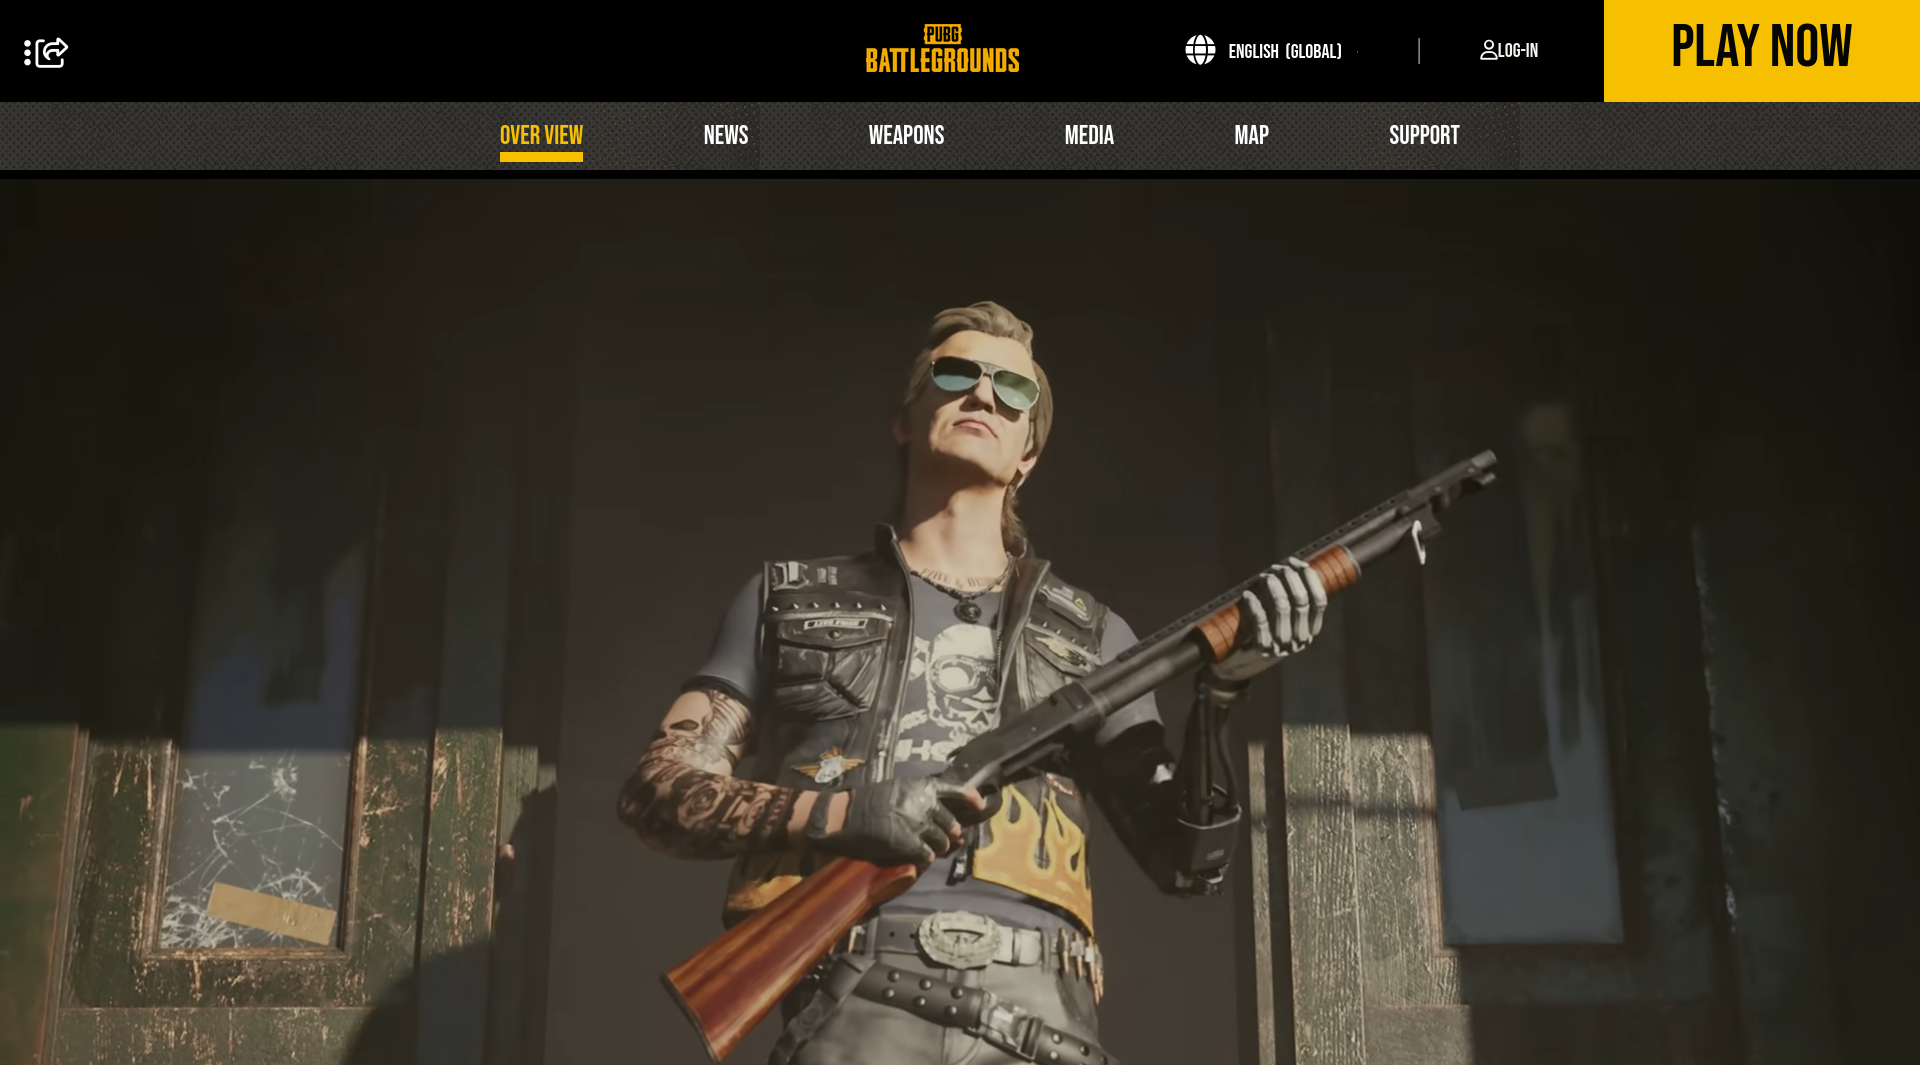 PUBG
BATTLEGROUNDS
ENGLISH (GLOBAL)
LOG-IN
PLAY NOW
OVER VIEW
NEWS
WEAPONS
MEDIA
MAP
SUPPORT